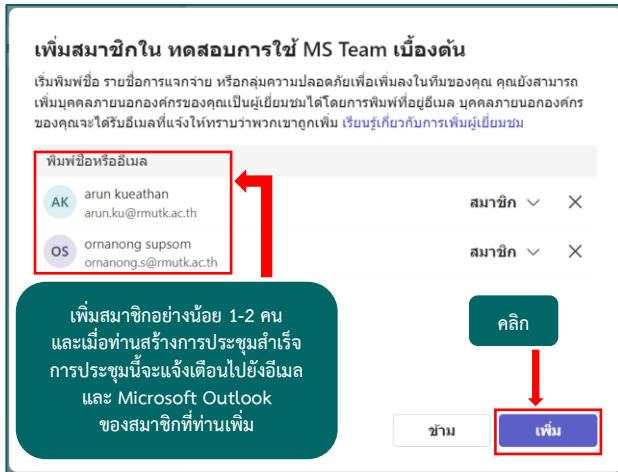 เพิ่มสมาชิกใน ทดสอบการใช้ MS Team เบื้องต้น
เริ่มพิมพ์ชื่อ รายชื่อการแจกจ่าย หรือกลุ่มความปลอดภัยเพื่อเพิ่มลงในทีมของคุณ คุณยังสามารถ
เพิ่มบุคคลภายนอกองค์กรของคุณเป็นผู้เยี่ยมชมได้โดยการพิมพ์ที่อยู่อีเมล บุคคลภายนอกองค์กร
ของคุณจะได้รับอีเมลที่แจ้งให้ทราบว่าพวกเขาถูกเพิ่ม เรียนรู้เกี่ยวกับการเพิ่มผู้เยี่ยมชม
พิมพ์ชื่อหรืออีเมล
AK arun kueathan สมาชิก
arun.ku@rmutk.ac.th
OS ornanong supsom สมาชิก
ornanong.s@rmutk.ac.th
เพิ่มสมาชิกอย่างน้อย 1-2 คน
และเมื่อท่านสร้างการประชุมสำเร็จ
การประชุมนี้จะแจ้งเตือนไปยังอีเมล
และ Microsoft Outlook
ของสมาชิกที่ท่านเพิ่ม
คลิก
ข้าม เพิ่ม